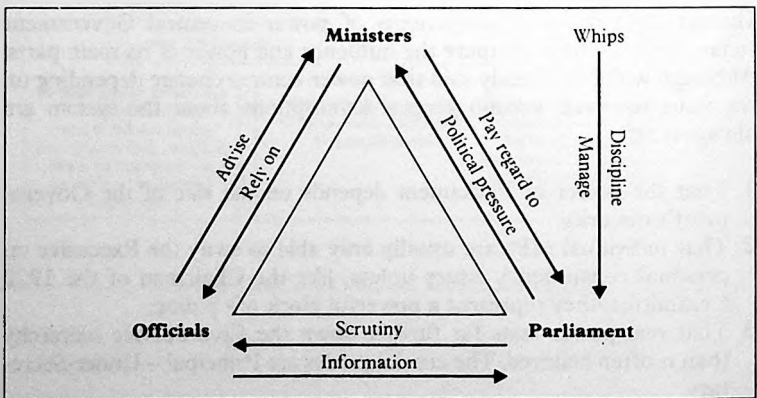 Ministers
Whips
Advise
Rely on
Pay regard to
Political pressure
Manage
Discipline
Officials
Scrutiny
Parliament
Information